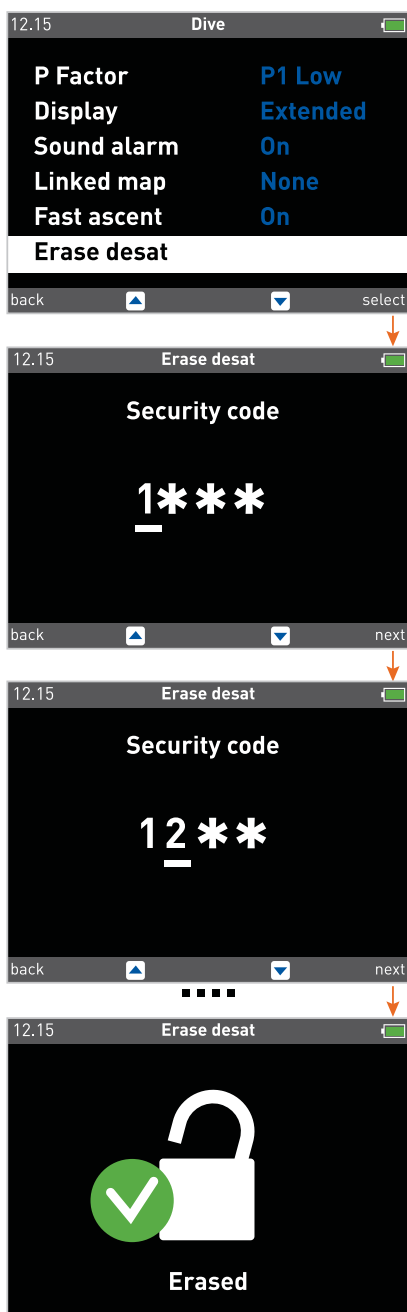 12.15 Dive
P Factor P1 Low
Display Extended
Sound alarm On
Linked map None
Fast ascent On
Erase desat
back select
12.15 Erase desat
Security code
1***
back next
12.15 Erase desat
Security code
12**
back next
12.15 Erase desat
Erased